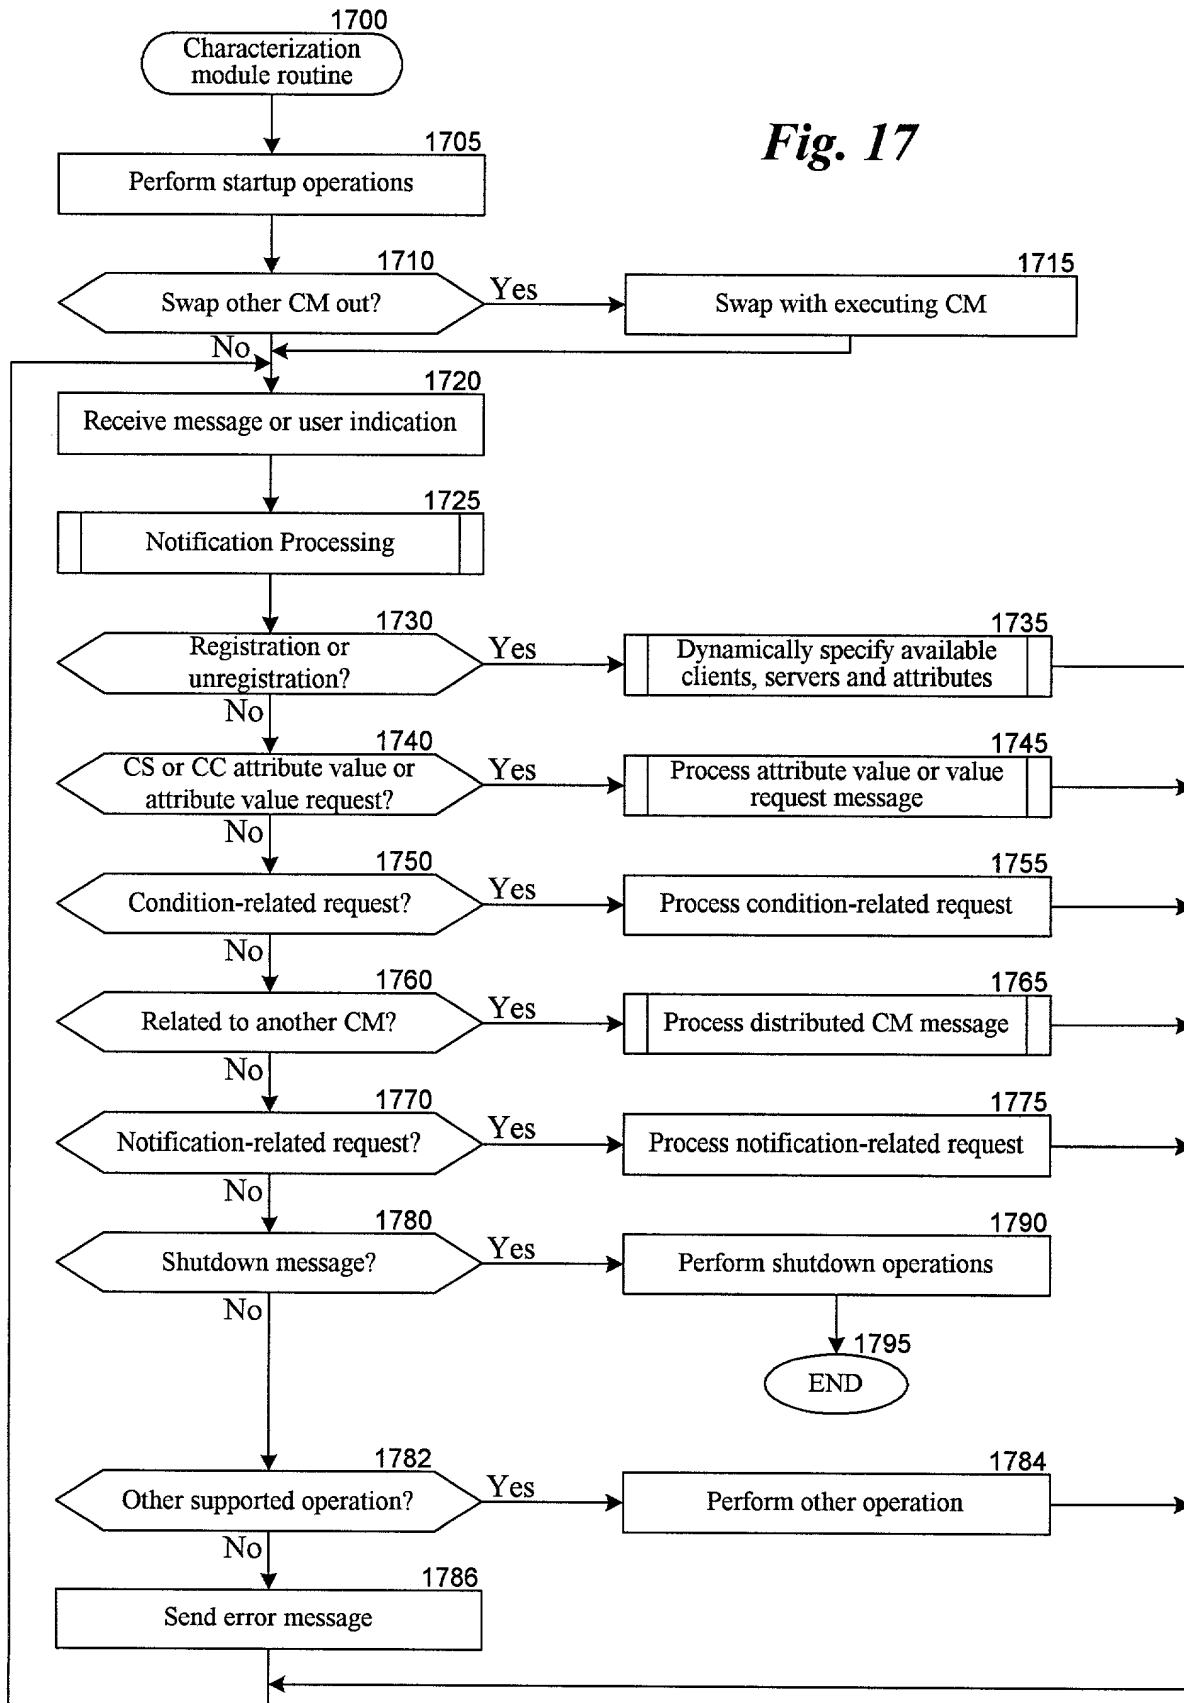 1700
Characterization
module routine
Fig. 17
1705
Perform startup operations
1710
Swap other CM out?
Yes
1715
Swap with executing CM
No
1720
Receive message or user indication
1725
Notification Processing
1730
Registration or
unregistration?
Yes
1735
Dynamically specify available
clients, servers and attributes
No
1740
CS or CC attribute value or
attribute value request?
Yes
1745
Process attribute value or value
request message
No
1750
Condition-related request?
Yes
1755
Process condition-related request
No
1760
Related to another CM?
Yes
1765
Process distributed CM message
No
1770
Notification-related request?
Yes
1775
Process notification-related request
No
1780
Shutdown message?
Yes
1790
Perform shutdown operations
No
1795
END
1782
Other supported operation?
Yes
1784
Perform other operation
No
1786
Send error message